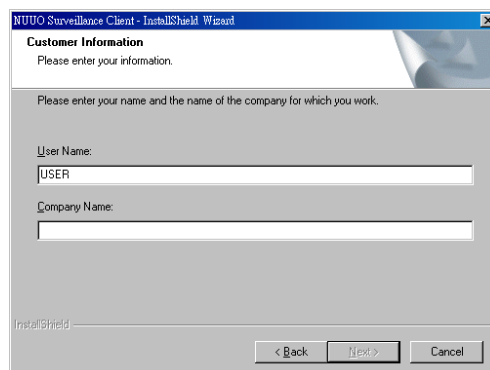 NUUO Surveillance Client - InstallShield Wizard
Customer Information
Please enter your information.
Please enter your name and the name of the company for which you work.
User Name:
USER
Company Name:
InstallShield
< Back
Next >
Cancel